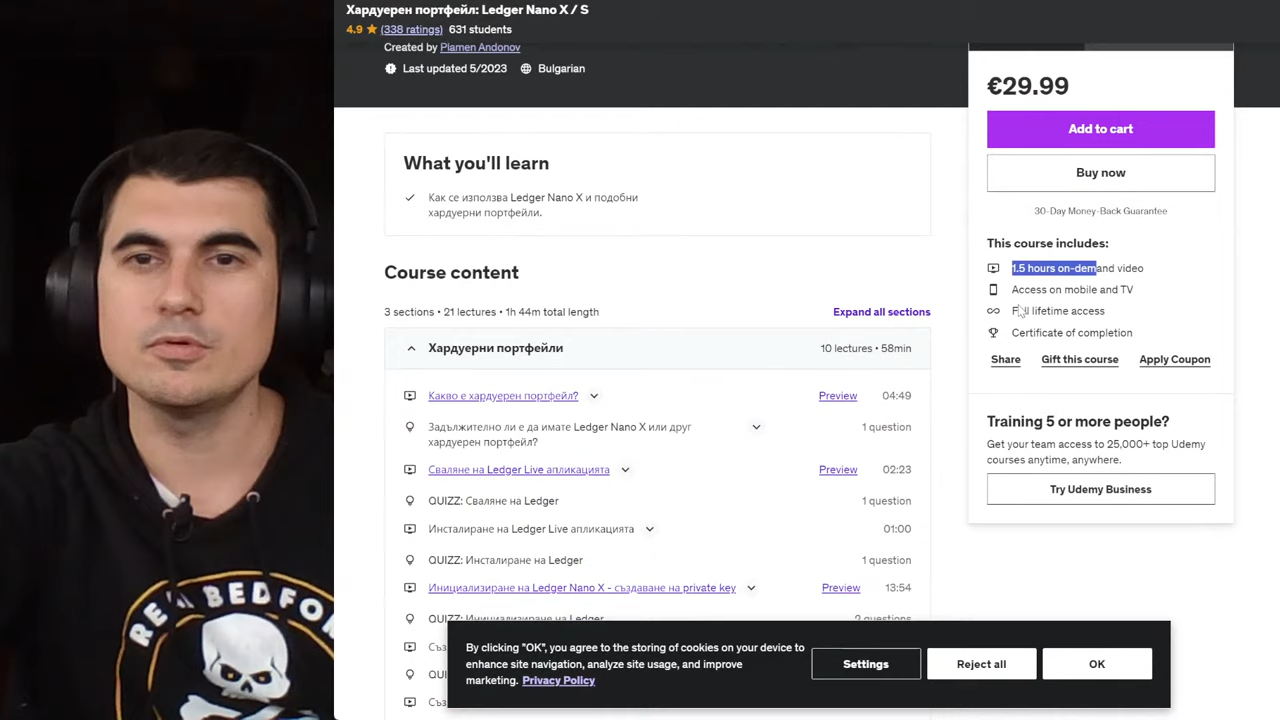 Хардуерен портфейл: Ledger Nano X / S
4.9 ★ (338 ratings) 631 students
Created by Plamen Andonov
Last updated 5/2023 Bulgarian
What you'll learn
Как се използва Ledger Nano X и подобни
хардуерни портфейли.
Course content
3 sections • 21 lectures • 1h 44m total length Expand all sections
Хардуерни портфейли 10 lectures • 58min
Какво е хардуерен портфейл? Preview 04:49
Задължително ли е да имате Ledger Nano X или друг
хардуерен портфейл? 1 question
Сваляне на Ledger Live апликацията Preview 02:23
QUIZZ: Сваляне на Ledger 1 question
Инсталиране на Ledger Live апликацията 01:00
QUIZZ: Инсталиране на Ledger 1 question
Инициализиране на Ledger Nano X - създаване на private key Preview 13:54
QUIZZ: Инициализиране на Ledger 2 questions
€29.99
Add to cart
Buy now
30-Day Money-Back Guarantee
This course includes:
1.5 hours on-demand video
Access on mobile and TV
Full lifetime access
Certificate of completion
Share Gift this course Apply Coupon
Training 5 or more people?
Get your team access to 25,000+ top Udemy
courses anytime, anywhere.
Try Udemy Business
By clicking "OK", you agree to the storing of cookies on your device to
enhance site navigation, analyze site usage, and improve
marketing. Privacy Policy
Settings
Reject all
OK